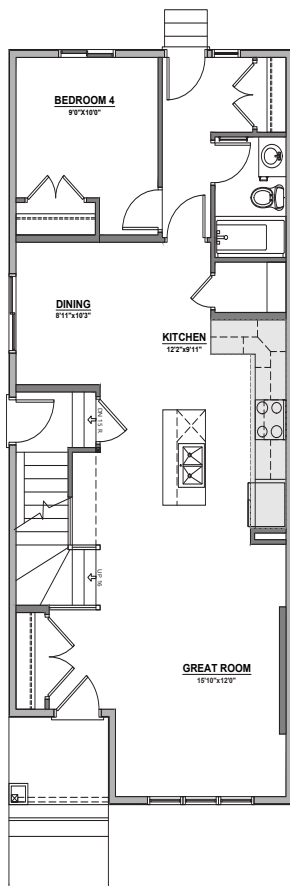 BEDROOM 4
9'0"X10'0"
DINING
8'11"x10'3"
KITCHEN
12'2"x9'11"
DN 15 R
UP 16
GREAT ROOM
15'10"x12'0"